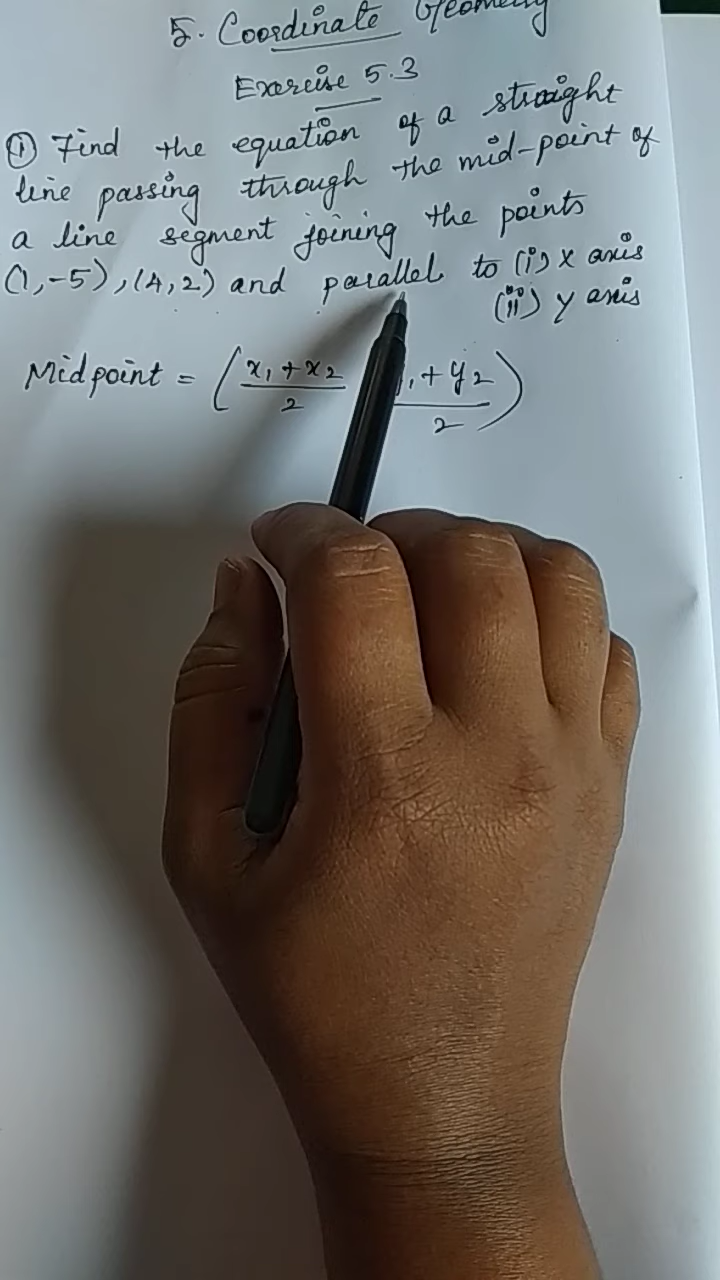 5. Coordinate Geometry
Exercise 5.3
① Find the equation of a straight
line passing through the mid-point of
a line segment joining the points
(1,-5), (4,2) and parallel to (i) x axis
(ii) y axis
Midpoint = (x₁ + x₂ / 2 ₁ + y₂ / 2)